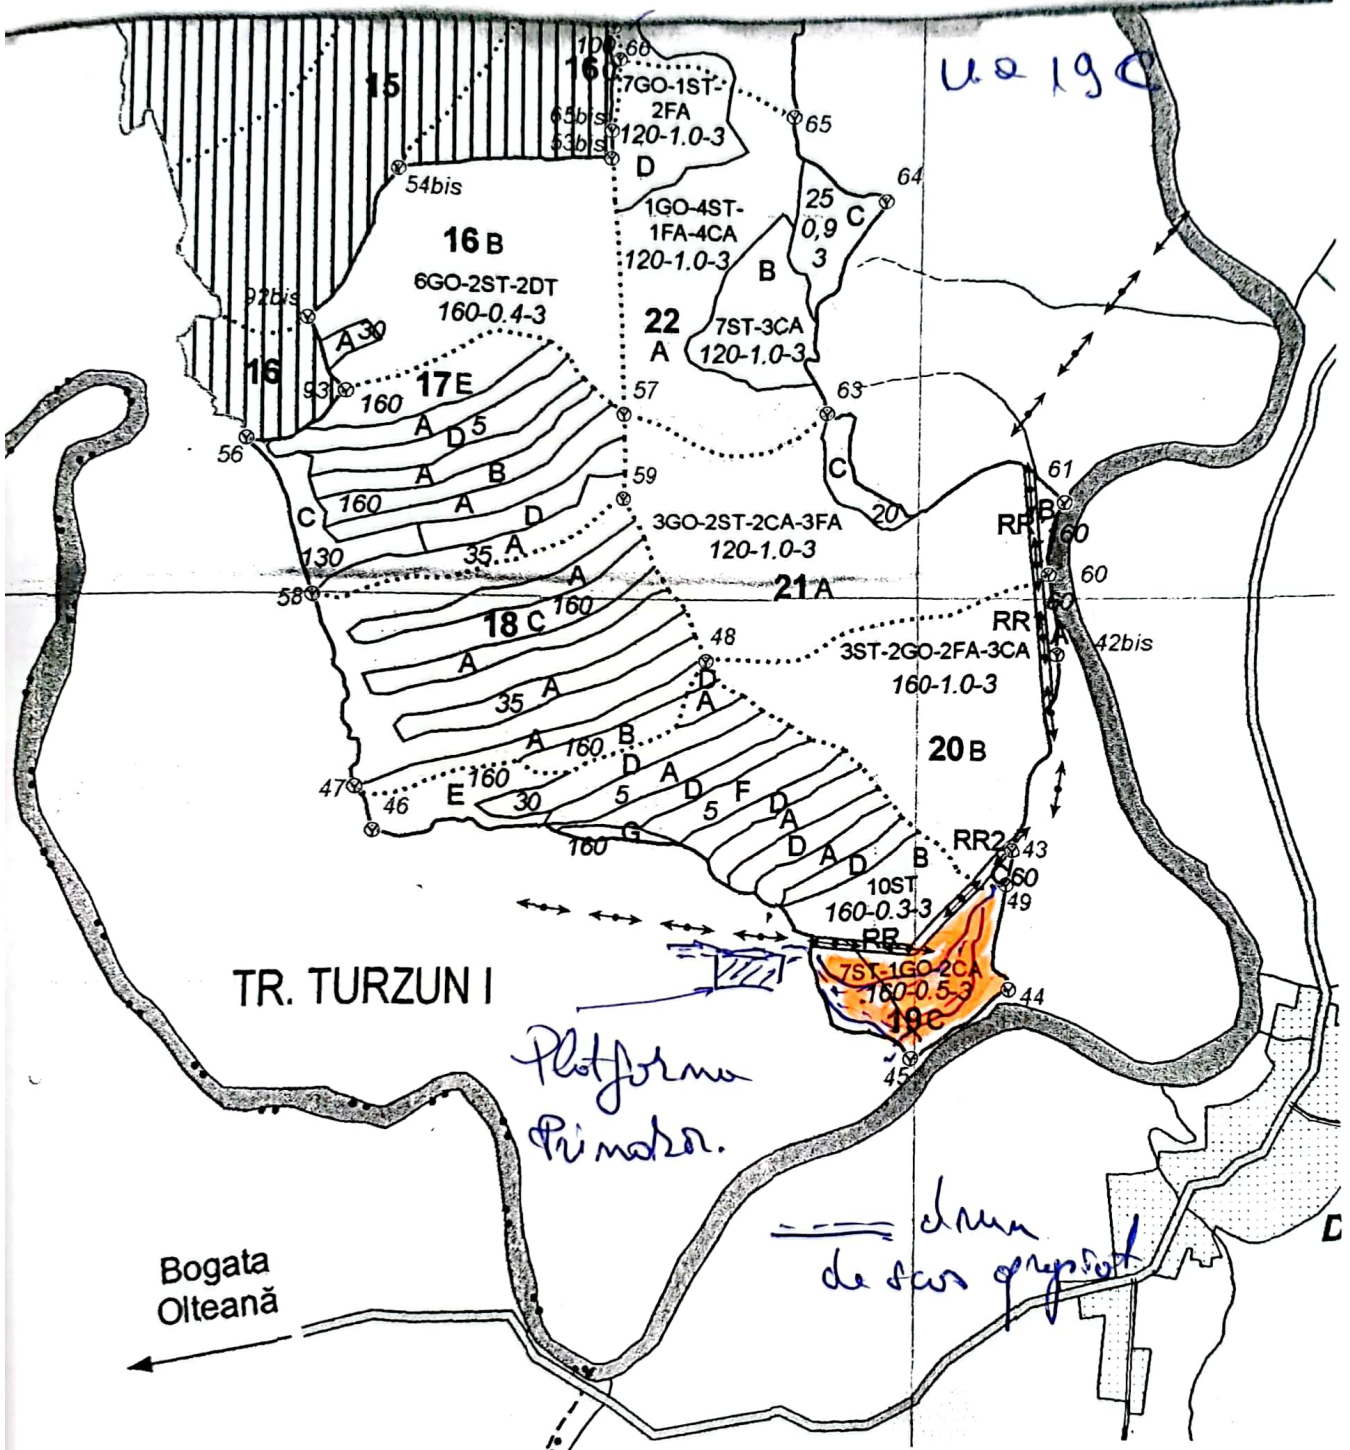 ua 19 C
66
15
16
7GO-1ST-
2FA
120-1.0-3
65bis
53bis
65
D
54bis
64
25
0,9
3
C
1GO-4ST-
1FA-4CA
120-1.0-3
16 B
6GO-2ST-2DT
160-0.4-3
B
7ST-3CA
120-1.0-3
92bis
A 30
22
A
16
93
17 E
160
57
63
56
A
D 5
A
B
160
A
D
59
C
C
20
61
RR
B
160
3GO-2ST-2CA-3FA
120-1.0-3
130
35 A
21 A
60
58
A
160
18 C
RR
A
42bis
48
3ST-2GO-2FA-3CA
160-1.0-3
A
D
A
35
A
A
160
B
20 B
47
46
160
E
30
D
A
5
D
F
5
D
A
G
160
D
A
D
B
RR2
43
C 60
49
10ST
160-0.3-3
RR
TR. TURZUN I
7ST-1GO-2CA
160-0.5-3
44
19 C
45
Platforma
Primator.
drum
de scos
Bogata
Olteană
D